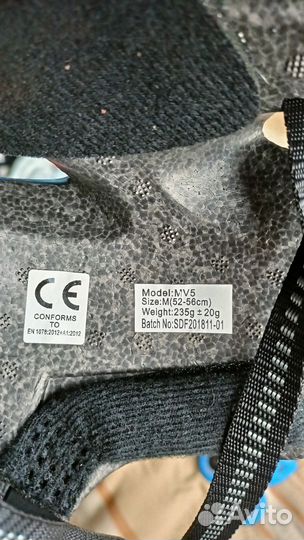 CE
CONFORMS
TO
EN 1078:2012+A1:2012
Model:MV5
Size:M(52-56cm)
Weight:235g ± 20g
Batch No:SDF201811-01
Avito